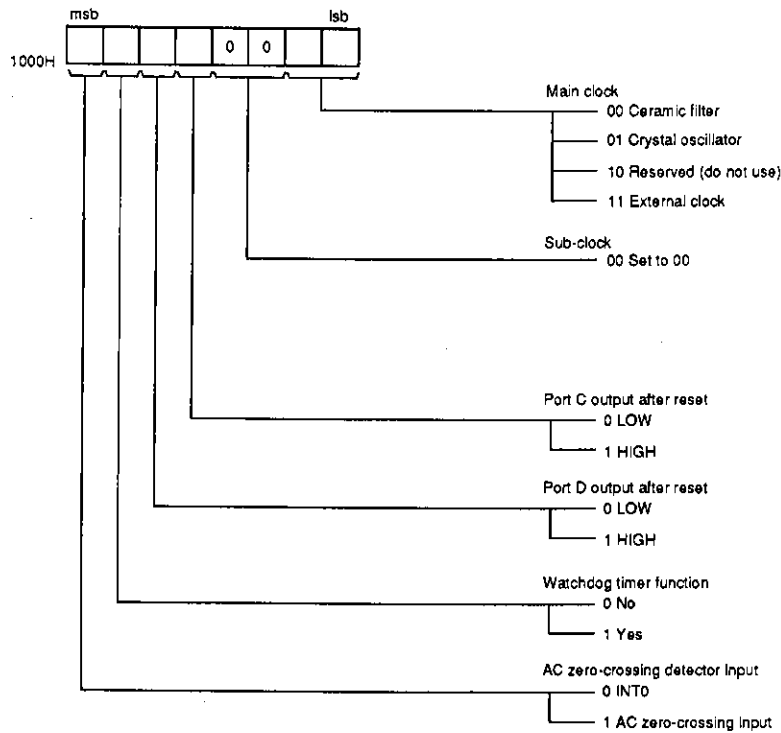 msb lsb
0 0
1000H
Main clock
00 Ceramic filter
01 Crystal oscillator
10 Reserved (do not use)
11 External clock
Sub-clock
00 Set to 00
Port C output after reset
0 LOW
1 HIGH
Port D output after reset
0 LOW
1 HIGH
Watchdog timer function
0 No
1 Yes
AC zero-crossing detector Input
0 INT0
1 AC zero-crossing Input